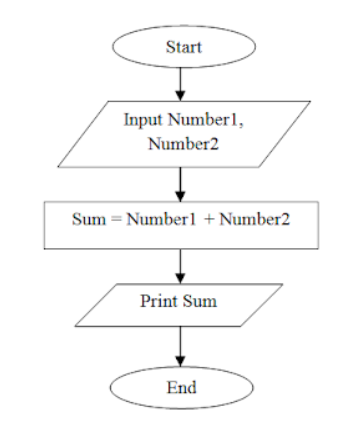 Start
Input Number1,
Number2
Sum = Number1 + Number2
Print Sum
End